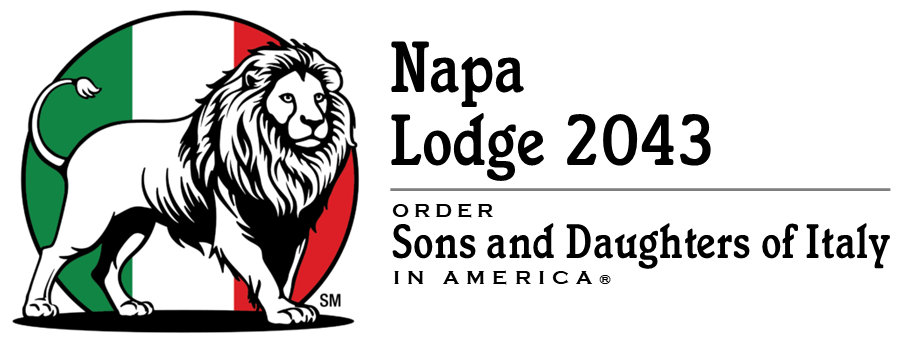 Napa
Lodge 2043
ORDER
Sons and Daughters of Italy
IN AMERICA®
SM